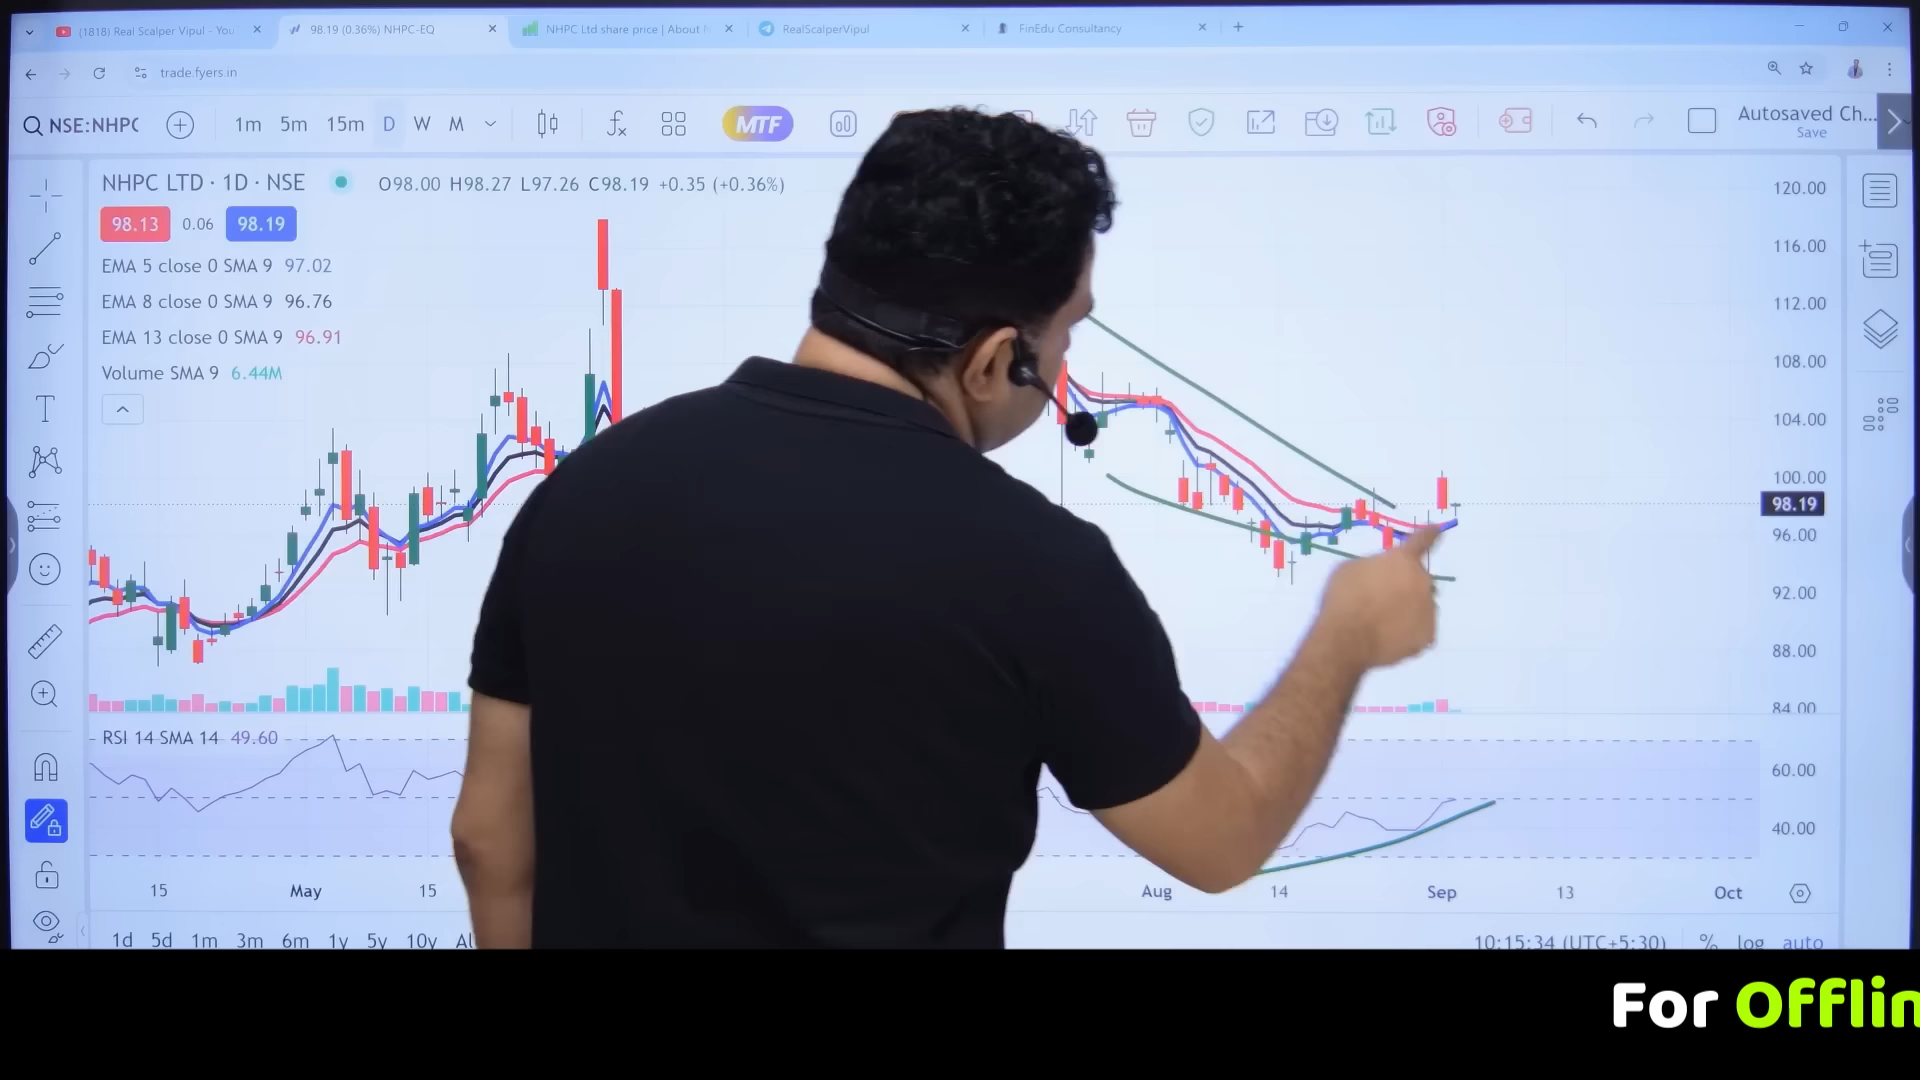 (1818) Real Scalper Vipul - You
98.19 (0.36%) NHPC-EQ
NHPC Ltd share price | About
RealScalperVipul
FinEdu Consultancy
trade.fyers.in
NSE:NHPC
1m 5m 15m D W M
MTF
Autosaved Ch...
Save
NHPC LTD · 1D · NSE
O98.00 H98.27 L97.26 C98.19 +0.35 (+0.36%)
98.13 0.06 98.19
EMA 5 close 0 SMA 9 97.02
EMA 8 close 0 SMA 9 96.76
EMA 13 close 0 SMA 9 96.91
Volume SMA 9 6.44M
120.00
116.00
112.00
108.00
104.00
100.00
98.19
96.00
92.00
88.00
84.00
RSI 14 SMA 14 49.60
60.00
40.00
15 May 15 Aug 14 Sep 13 Oct
1d 5d 1m 3m 6m 1y 5y 10y
10:15:34 (UTC+5:30) % log auto
For Offlin